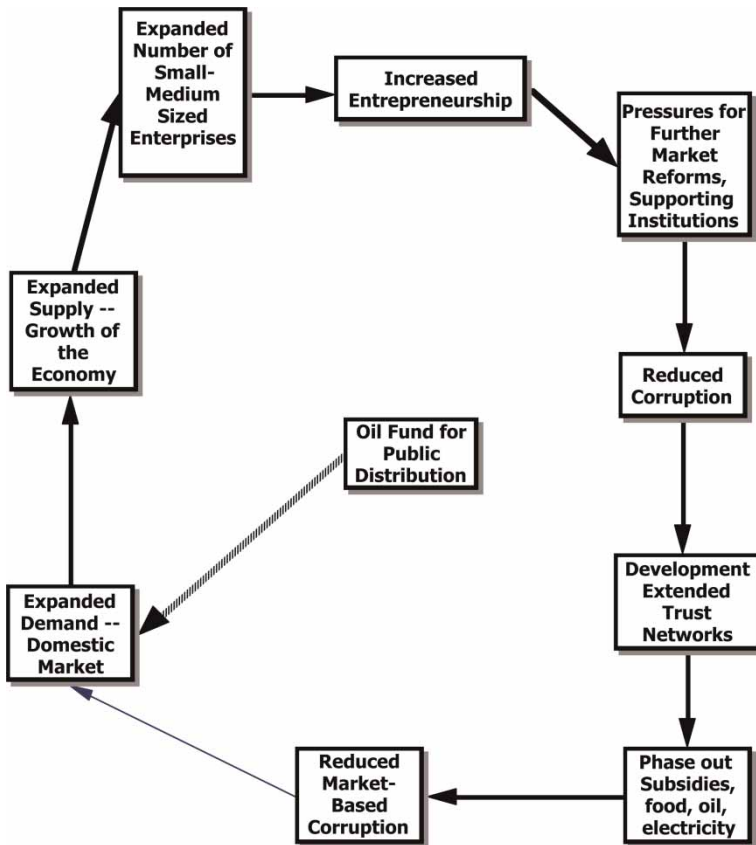 Expanded
Number of
Small-
Medium
Sized
Enterprises
Increased
Entrepreneurship
Pressures for
Further
Market
Reforms,
Supporting
Institutions
Expanded
Supply --
Growth of
the
Economy
Reduced
Corruption
Oil Fund for
Public
Distribution
Development
Extended
Trust
Networks
Expanded
Demand --
Domestic
Market
Reduced
Market-
Based
Corruption
Phase out
Subsidies,
food, oil,
electricity